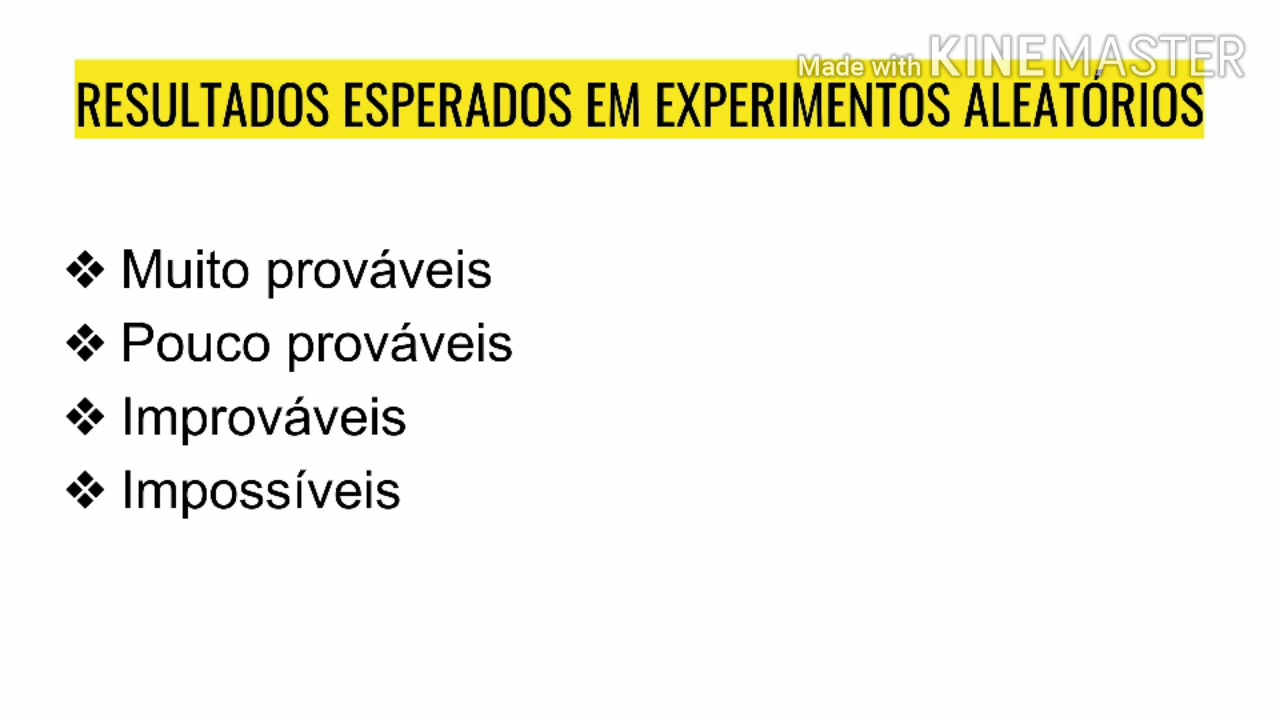 Made with KINEMASTER
RESULTADOS ESPERADOS EM EXPERIMENTOS ALEATÓRIOS
❖ Muito prováveis
❖ Pouco prováveis
❖ Improváveis
❖ Impossíveis